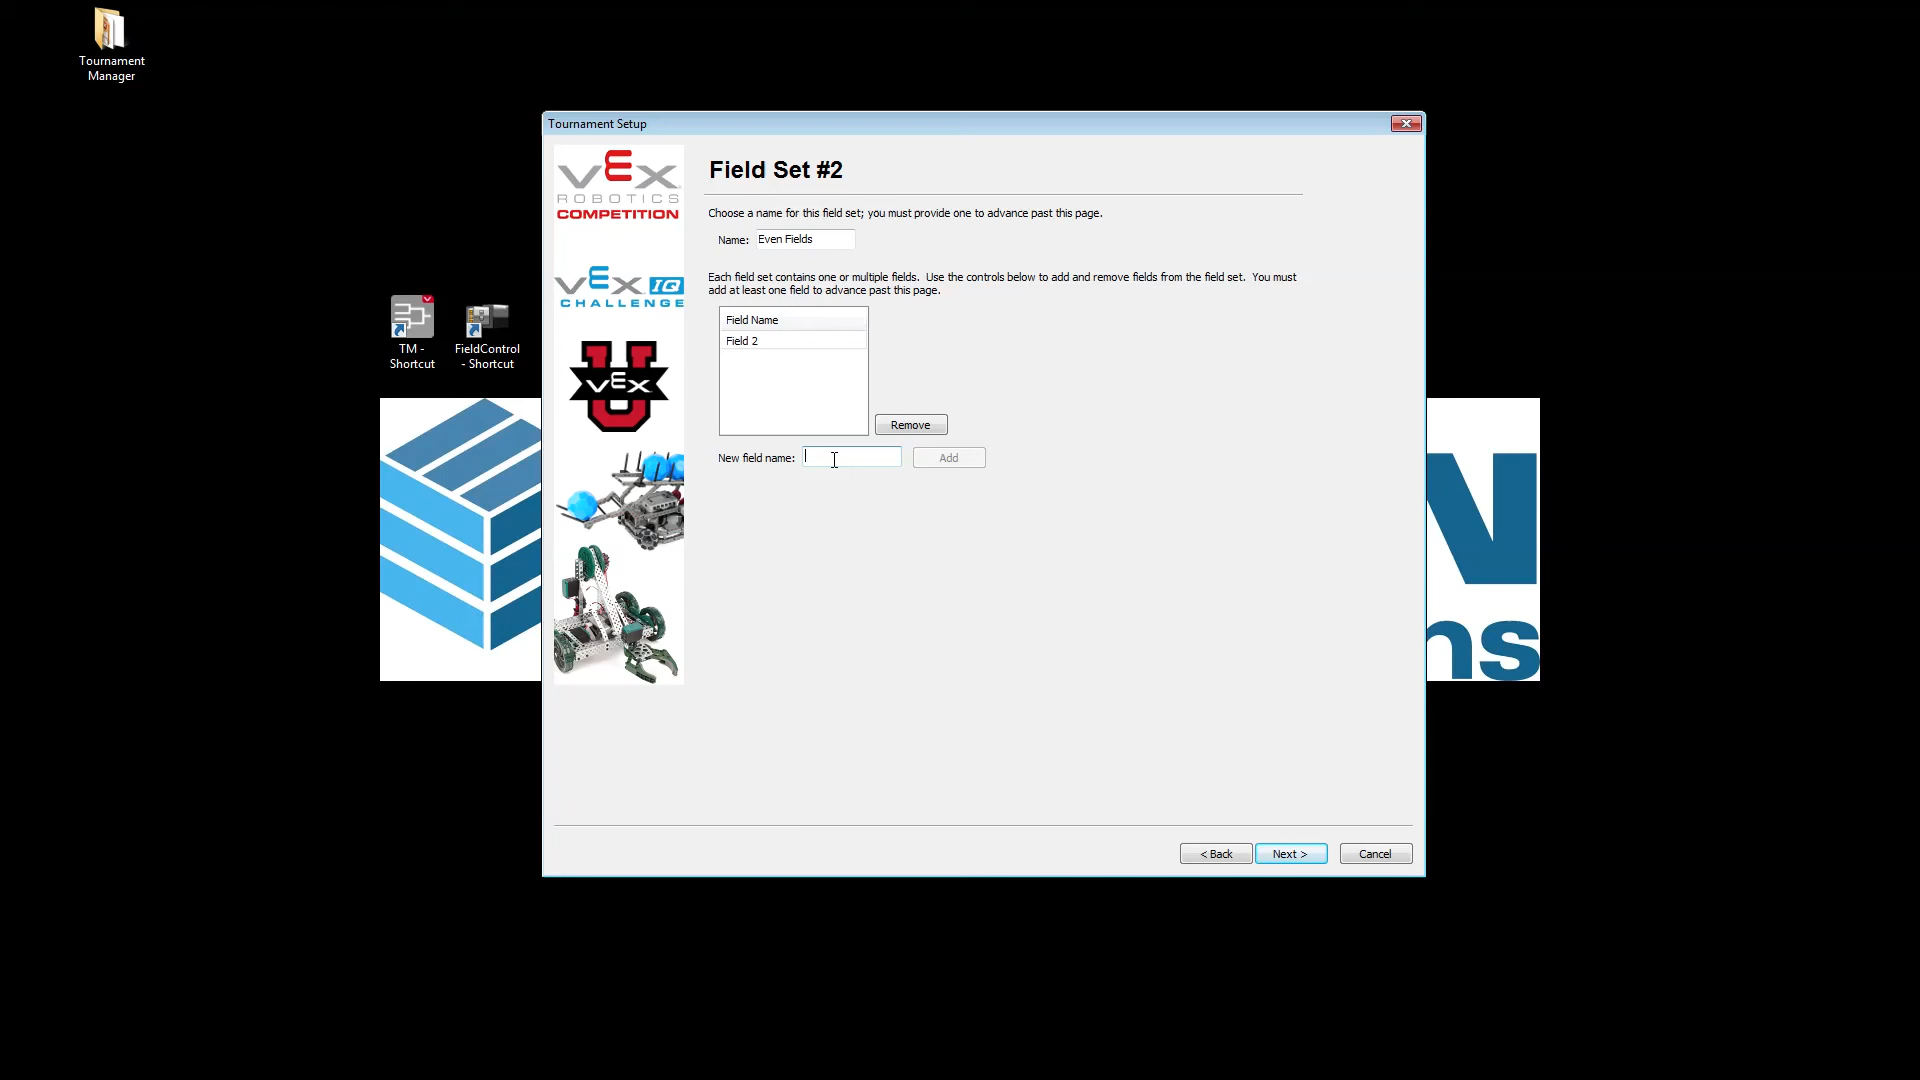 Tournament
Manager
Tournament Setup
VEX
ROBOTICS
COMPETITION
Field Set #2
Choose a name for this field set; you must provide one to advance past this page.
Name: Even Fields
VEX IQ
CHALLENGE
Each field set contains one or multiple fields. Use the controls below to add and remove fields from the field set. You must
add at least one field to advance past this page.
Field Name
Field 2
TM -
Shortcut
FieldControl
- Shortcut
VEX
U
Remove
New field name:
Add
N
ns
< Back
Next >
Cancel